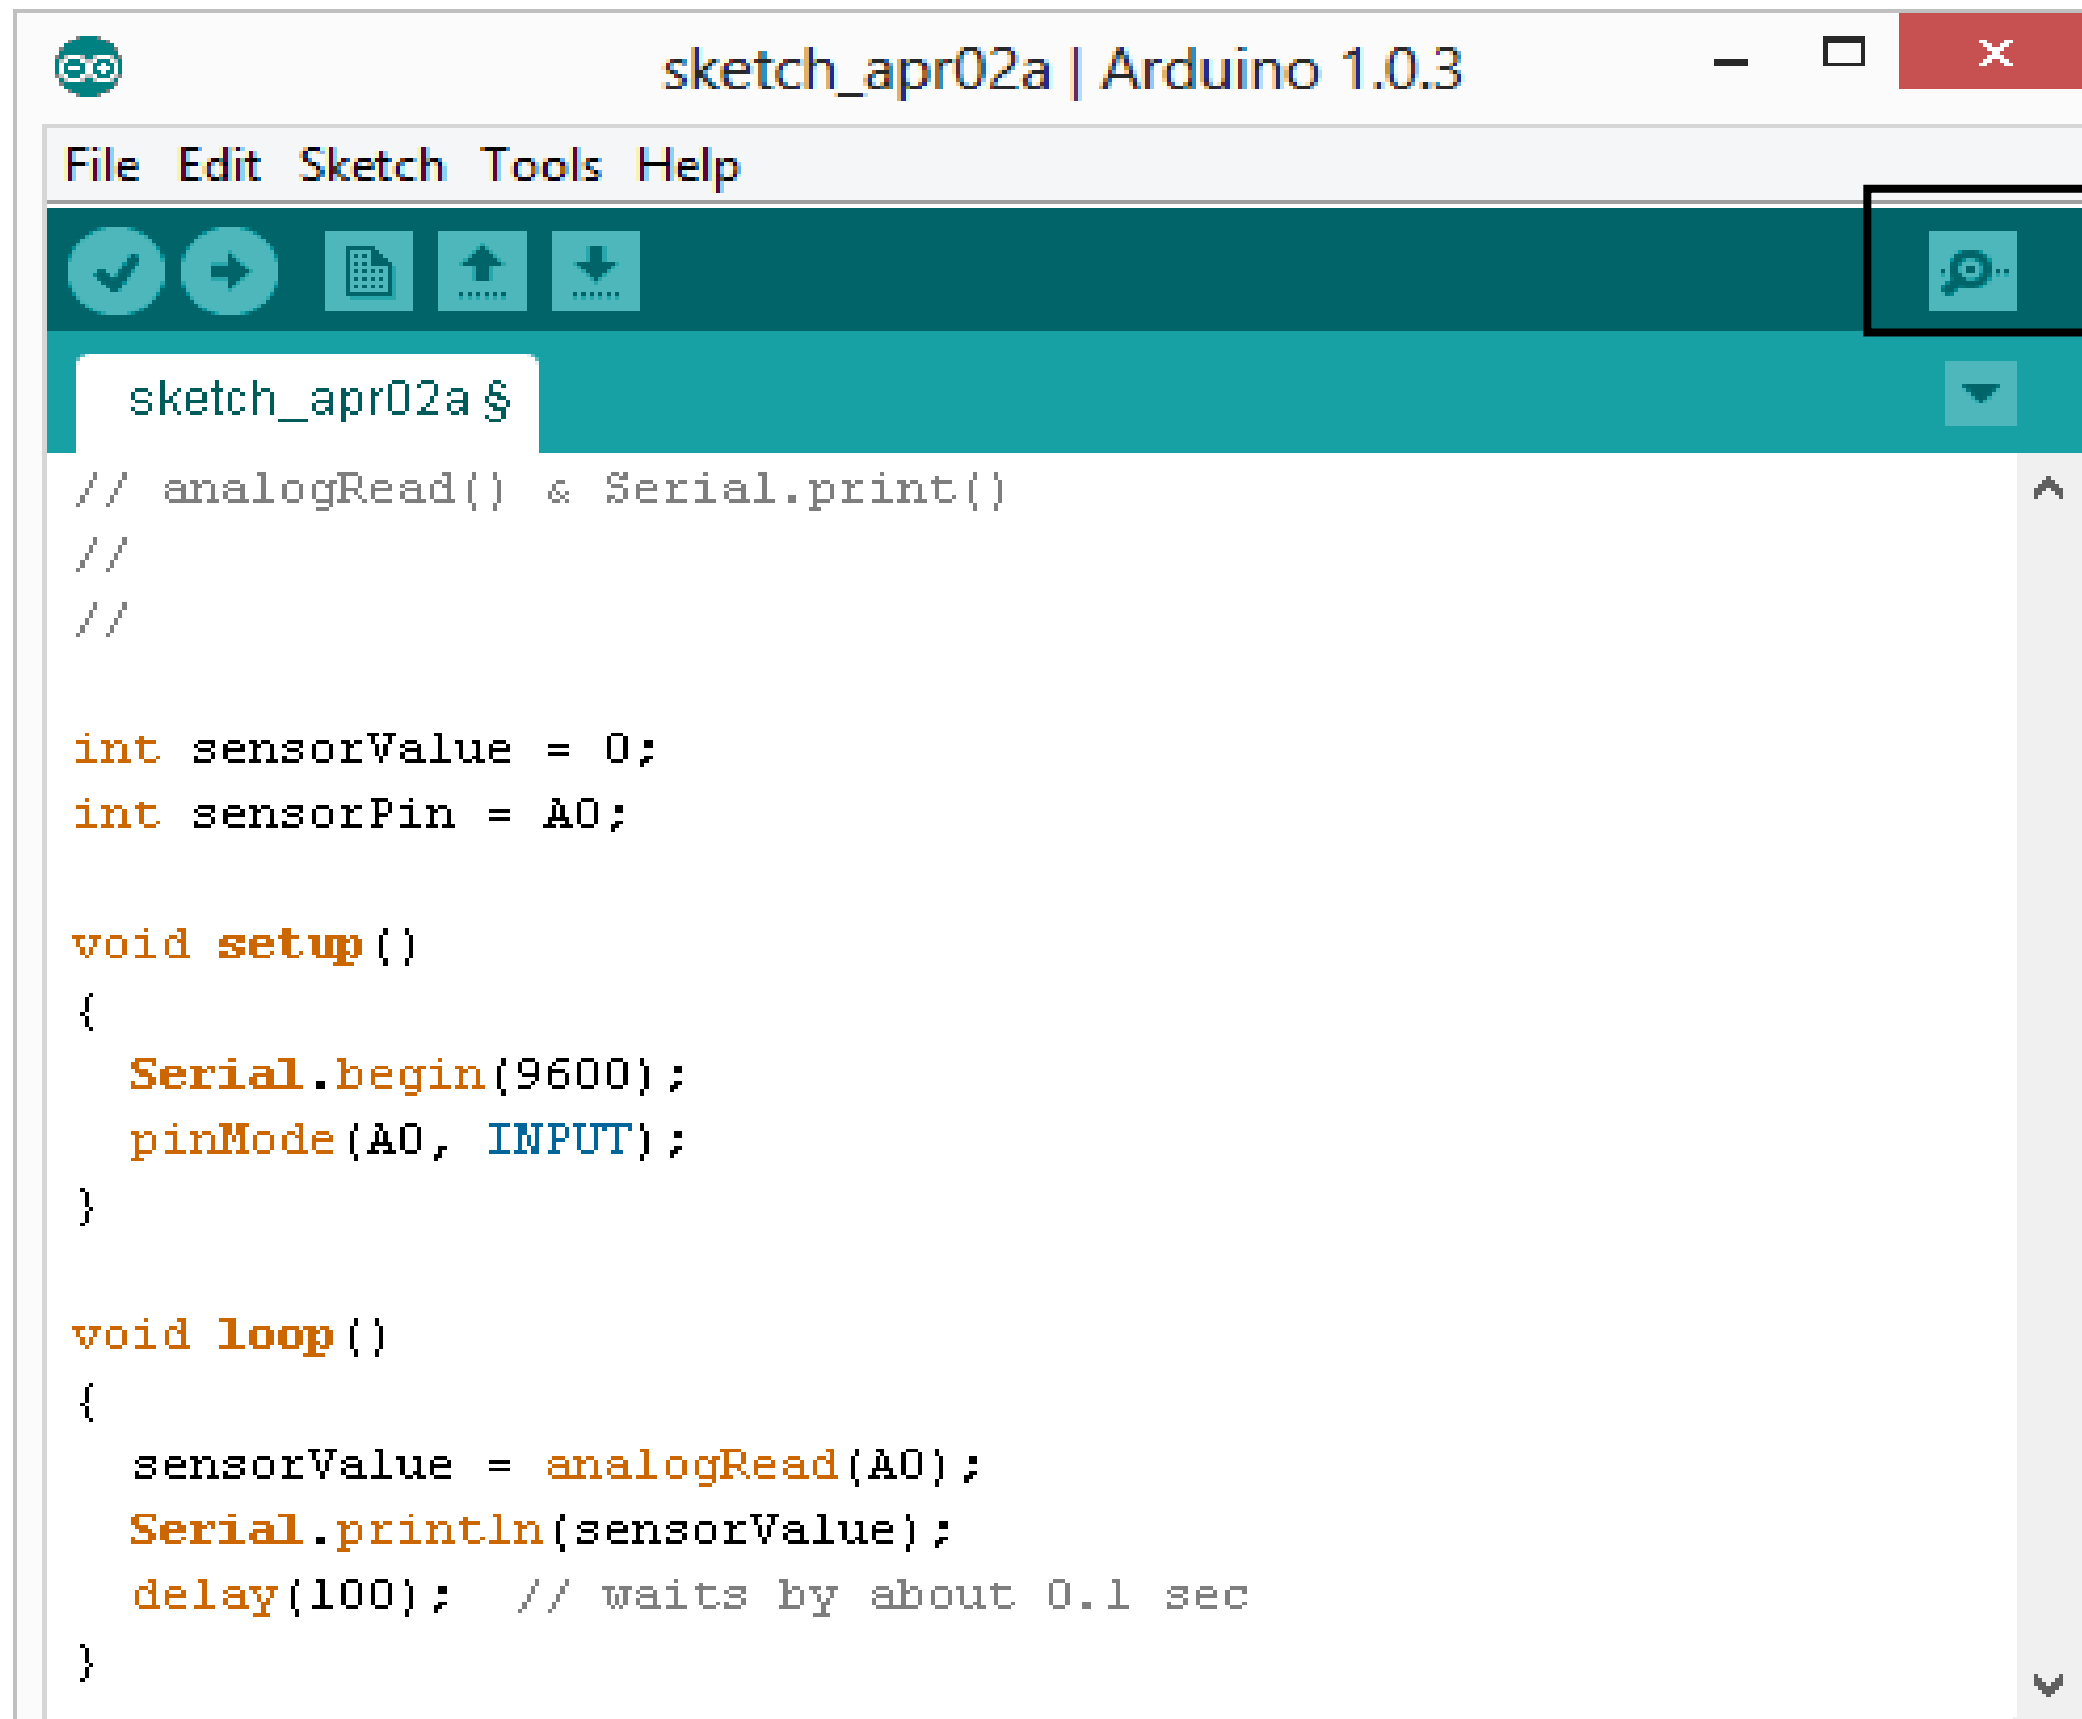 sketch_apr02a | Arduino 1.0.3
File Edit Sketch Tools Help
sketch_apr02a §
// analogRead() & Serial.print()
//
//
int sensorValue = 0;
int sensorPin = A0;
void setup()
{
Serial.begin(9600);
pinMode(A0, INPUT);
}
void loop()
{
sensorValue = analogRead(A0);
Serial.println(sensorValue);
delay(100); // waits by about 0.1 sec
}